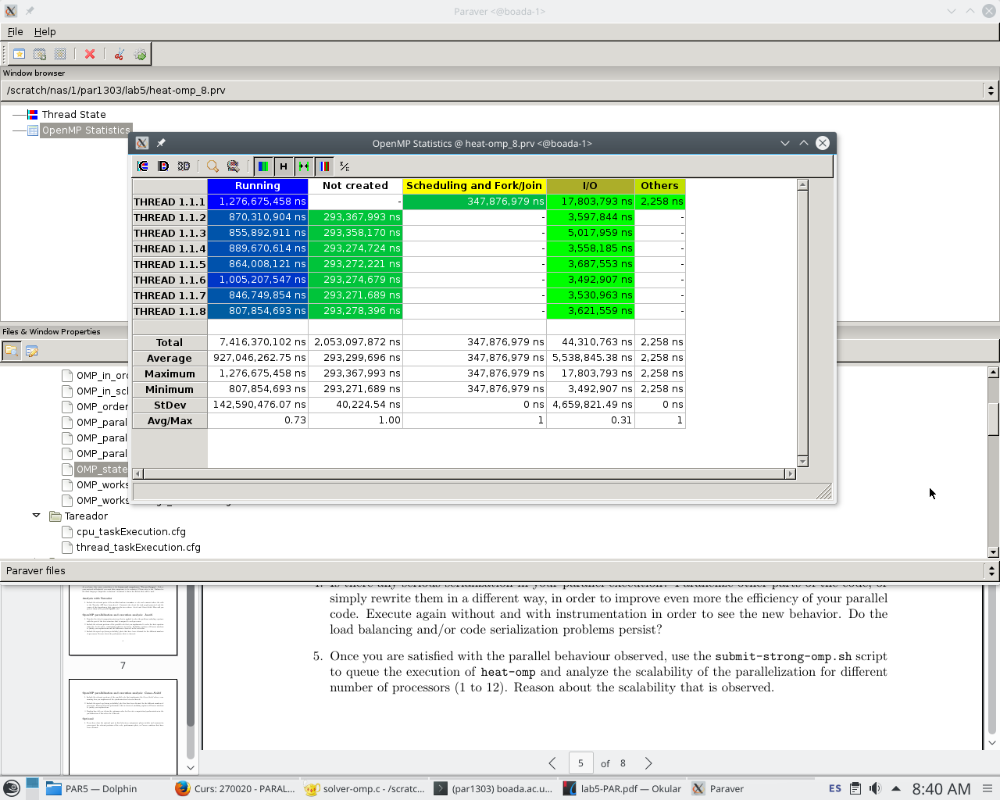 Paraver <@boada-1>
File Help
Window browser
/scratch/nas/1/par1303/lab5/heat-omp_8.prv
Thread State
OpenMP Statistics
OpenMP Statistics @ heat-omp_8.prv <@boada-1>
3D
H
Running Not created Scheduling and Fork/Join I/O Others
THREAD 1.1.1 1,276,675,458 ns - 347,876,979 ns 17,803,793 ns 2,258 ns
THREAD 1.1.2 870,310,904 ns 293,367,993 ns - 3,597,844 ns -
THREAD 1.1.3 855,892,911 ns 293,358,170 ns - 5,017,959 ns -
THREAD 1.1.4 889,670,614 ns 293,274,724 ns - 3,558,185 ns -
THREAD 1.1.5 864,008,121 ns 293,272,221 ns - 3,687,553 ns -
THREAD 1.1.6 1,005,207,547 ns 293,274,679 ns - 3,492,907 ns -
THREAD 1.1.7 846,749,854 ns 293,271,689 ns - 3,530,963 ns -
THREAD 1.1.8 807,854,693 ns 293,278,396 ns - 3,621,559 ns -
Total 7,416,370,102 ns 2,053,097,872 ns 347,876,979 ns 44,310,763 ns 2,258 ns
Average 927,046,262.75 ns 293,299,696 ns 347,876,979 ns 5,538,845.38 ns 2,258 ns
Maximum 1,276,675,458 ns 293,367,993 ns 347,876,979 ns 17,803,793 ns 2,258 ns
Minimum 807,854,693 ns 293,271,689 ns 347,876,979 ns 3,492,907 ns 2,258 ns
StDev 142,590,476.07 ns 40,224.54 ns 0 ns 4,659,821.49 ns 0 ns
Avg/Max 0.73 1.00 1 0.31 1
Files & Window Properties
OMP_in_or
OMP_in_sc
OMP_order
OMP_paral
OMP_paral
OMP_paral
OMP_state
OMP_works
OMP_works
Tareador
cpu_taskExecution.cfg
thread_taskExecution.cfg
Paraver files
7
simply rewrite them in a different way, in order to improve even more the efficiency of your parallel
code. Execute again without and with instrumentation in order to see the new behavior. Do the
load balancing and/or code serialization problems persist?
5. Once you are satisfied with the parallel behaviour observed, use the submit-strong-omp.sh script
to queue the execution of heat-omp and analyze the scalability of the parallelization for different
number of processors (1 to 12). Reason about the scalability that is observed.
5 of 8
PAR5 — Dolphin
Curs: 270020 - PARAL...
solver-omp.c - /scratc...
(par1303) boada.ac.u...
lab5-PAR.pdf — Okular
Paraver
ES
8:40 AM